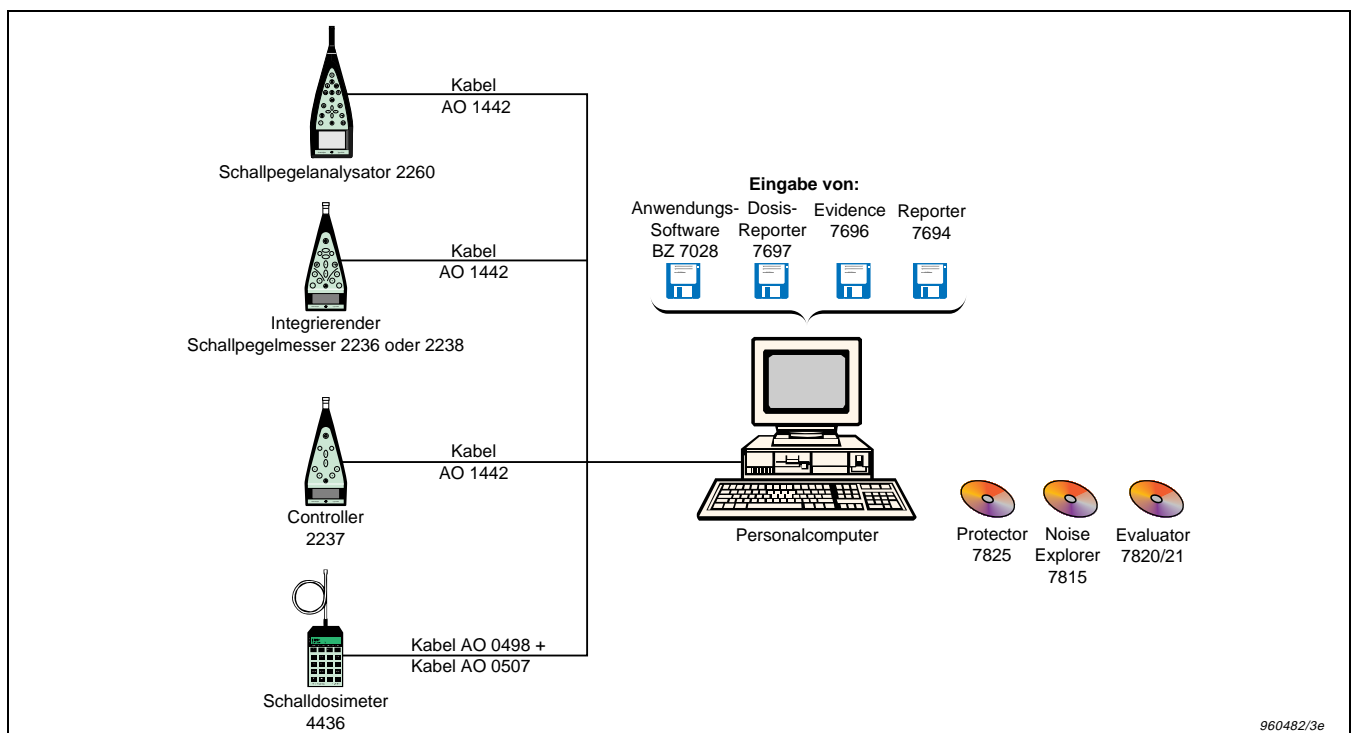 Kabel
AO 1442
Schallpegelanalysator 2260
Kabel
AO 1442
Integrierender
Schallpegelmesser 2236 oder 2238
Kabel
AO 1442
Controller
2237
Kabel AO 0498 +
Kabel AO 0507
Schalldosimeter
4436
Eingabe von:
Anwendungs-
Software
BZ 7028
Dosis-
Reporter
7697
Evidence
7696
Reporter
7694
Personalcomputer
Protector
7825
Noise
Explorer
7815
Evaluator
7820/21
960482/3e